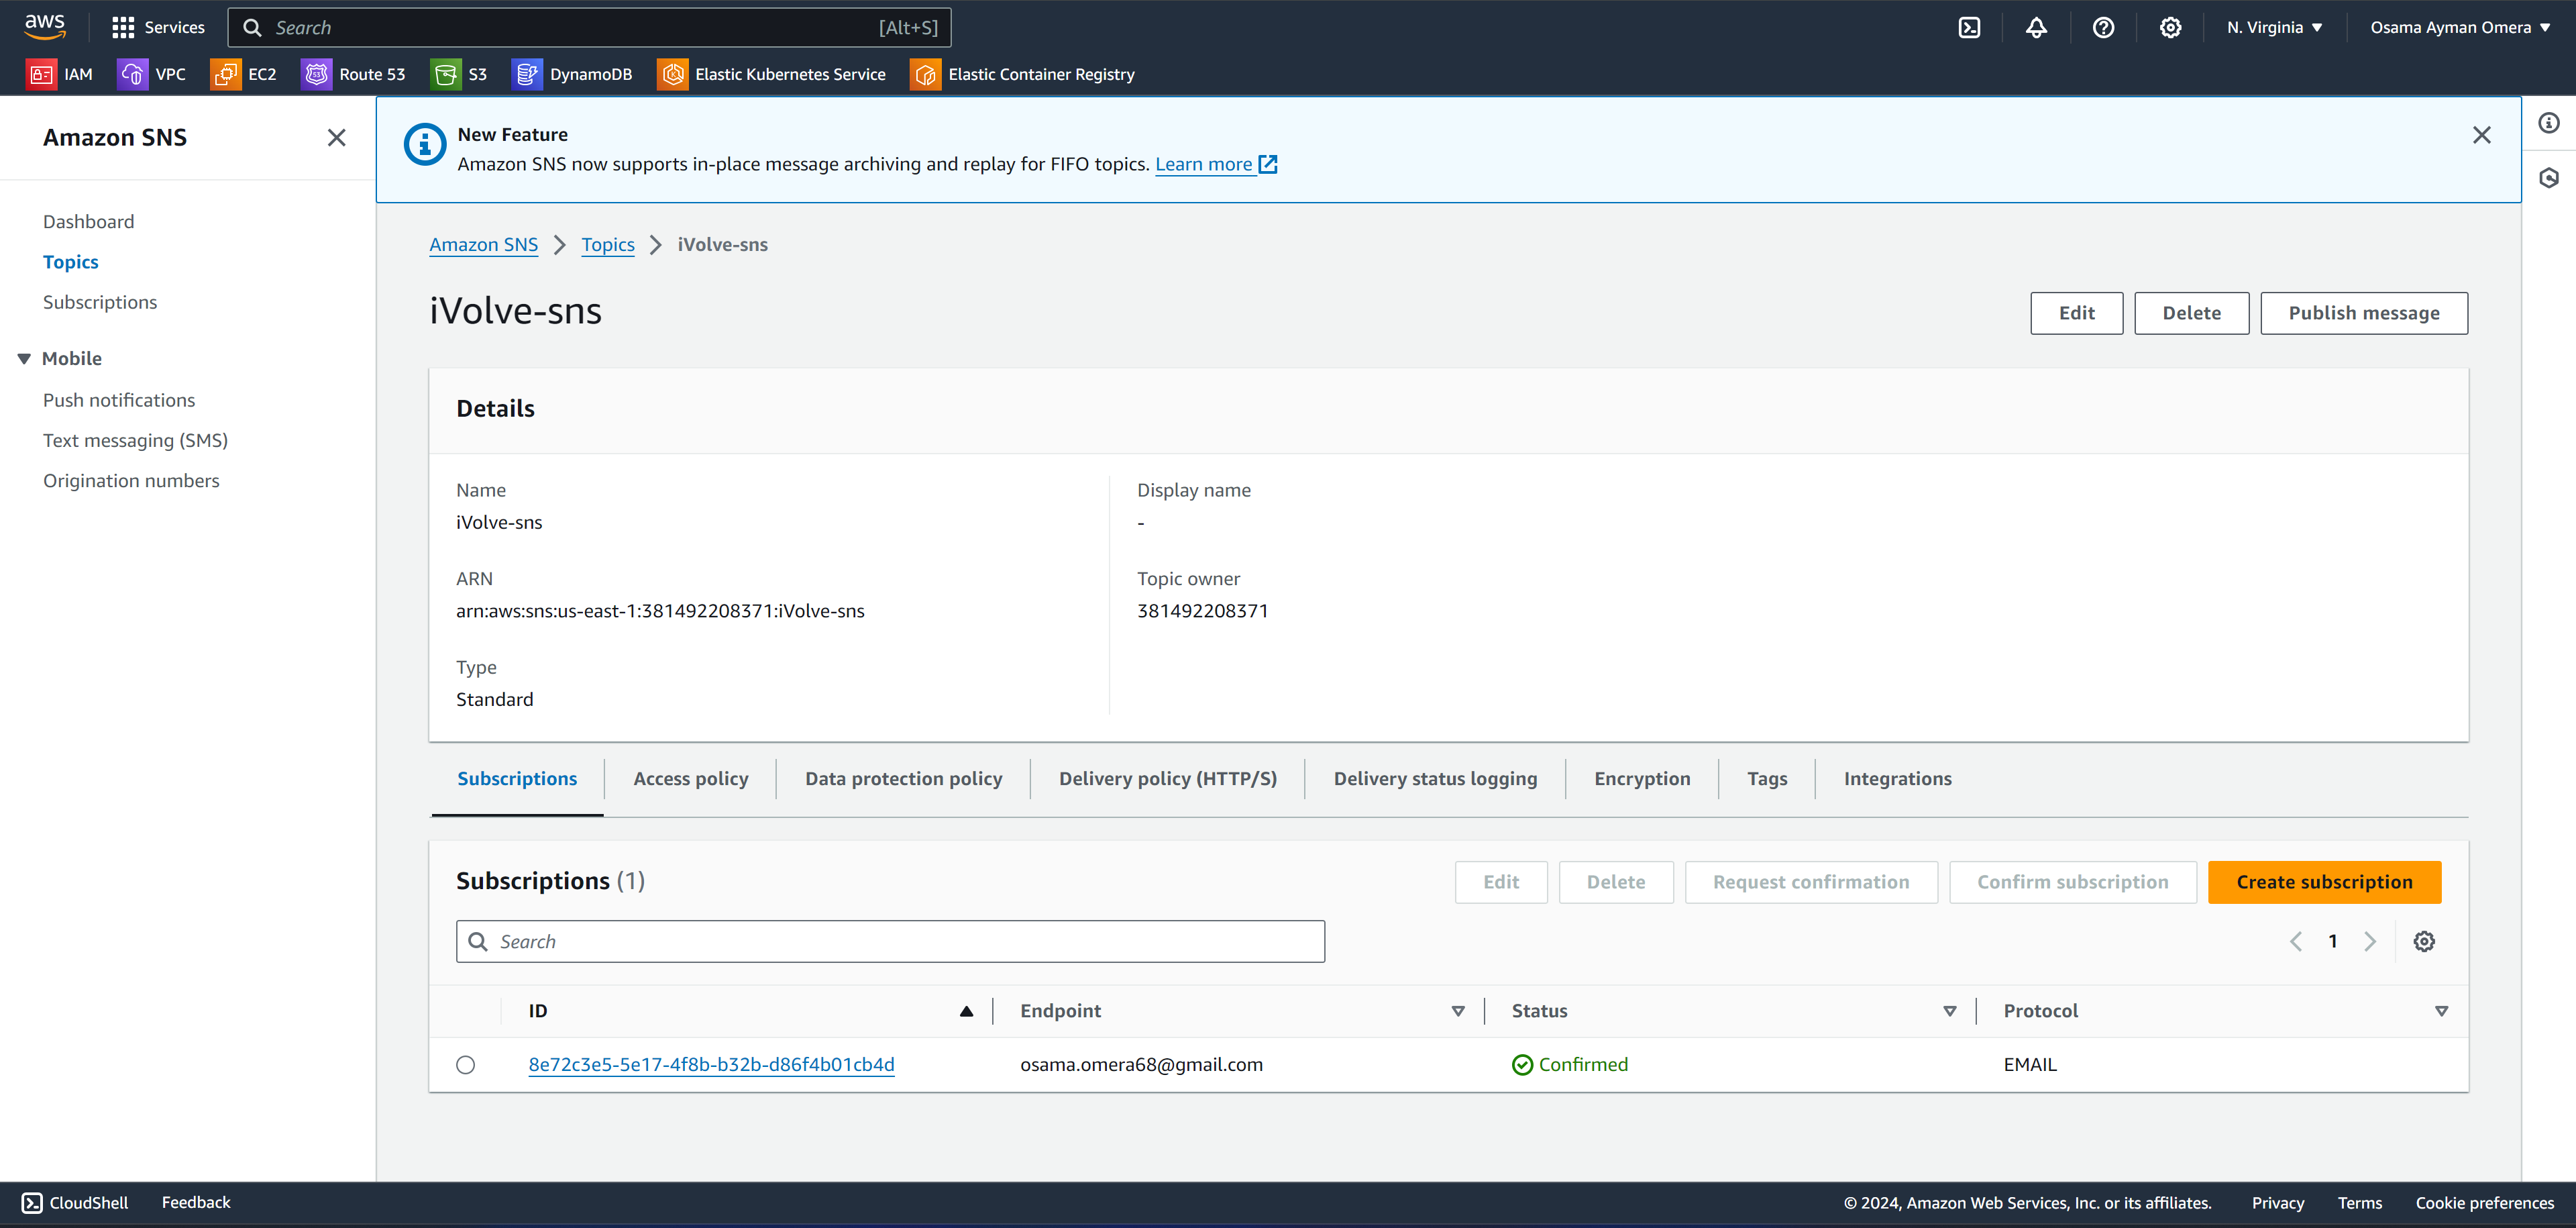 aws Services Search [Alt+S] N. Virginia Osama Ayman Omera
IAM VPC EC2 Route 53 S3 DynamoDB Elastic Kubernetes Service Elastic Container Registry
Amazon SNS
Dashboard
Topics
Subscriptions
Mobile
Push notifications
Text messaging (SMS)
Origination numbers
New Feature
Amazon SNS now supports in-place message archiving and replay for FIFO topics. Learn more
Amazon SNS Topics iVolve-sns
iVolve-sns
Edit Delete Publish message
Details
Name
iVolve-sns
ARN
arn:aws:sns:us-east-1:381492208371:iVolve-sns
Type
Standard
Display name
-
Topic owner
381492208371
Subscriptions Access policy Data protection policy Delivery policy (HTTP/S) Delivery status logging Encryption Tags Integrations
Subscriptions (1)
Edit Delete Request confirmation Confirm subscription Create subscription
Search
1
ID Endpoint Status Protocol
8e72c3e5-5e17-4f8b-b32b-d86f4b01cb4d osama.omera68@gmail.com Confirmed EMAIL
CloudShell Feedback © 2024, Amazon Web Services, Inc. or its affiliates. Privacy Terms Cookie preferences